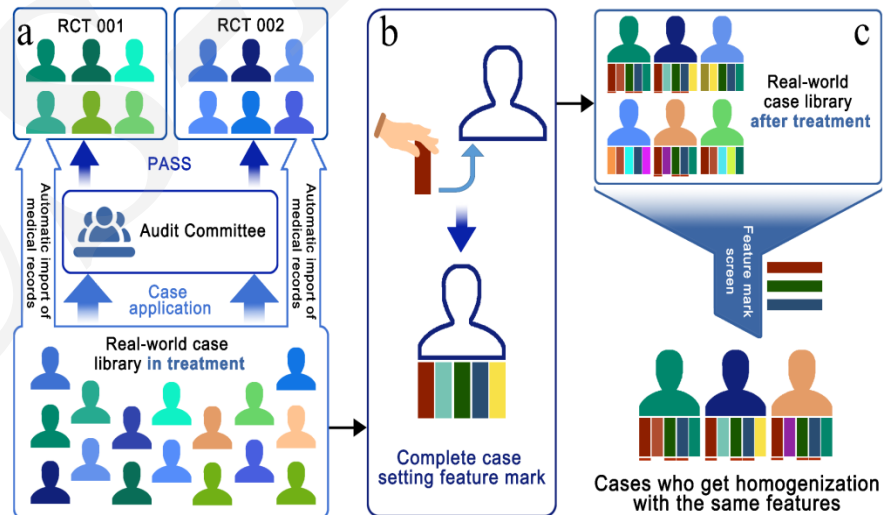 a
RCT 001
RCT 002
PASS
Automatic import of
medical records
Audit Committee
Automatic import of
medical records
Case
application
Real-world case
library in treatment
b
Complete case
setting feature mark
c
Real-world
case library
after treatment
Feature mark
screen
Cases who get homogenization
with the same features